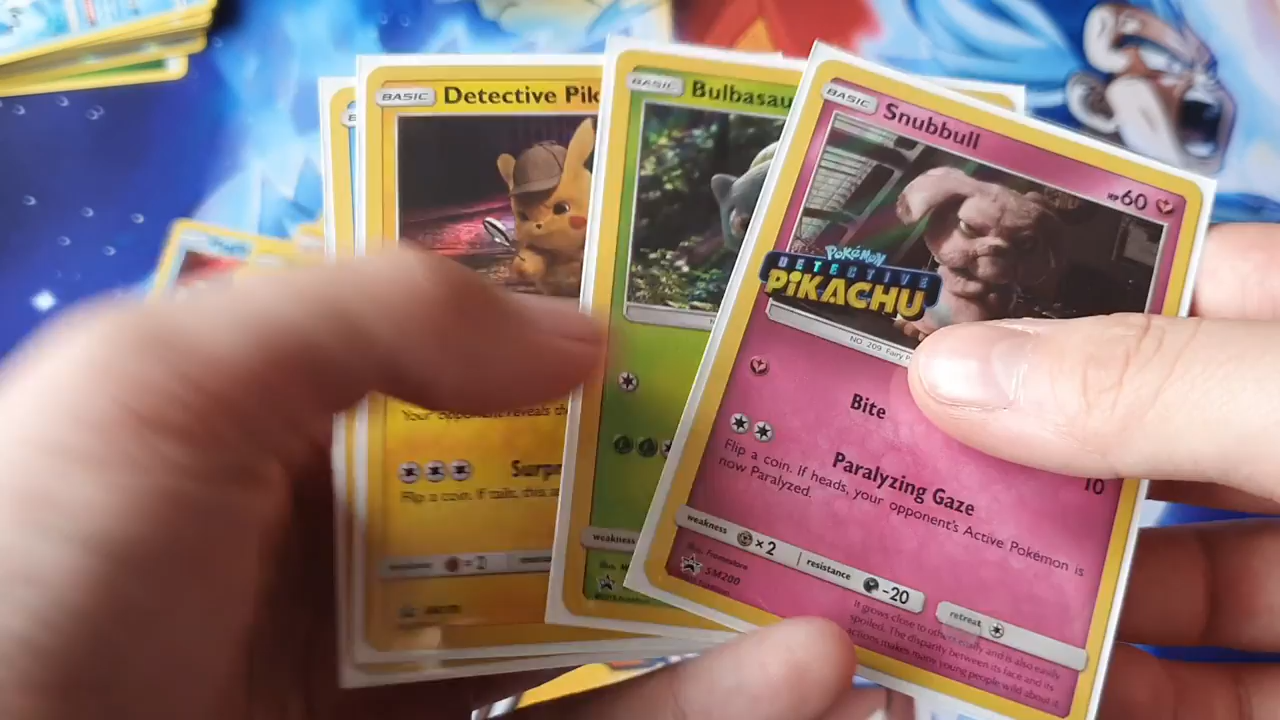 BASIC
Detective Pik
Your opponent reveals th
Surpr
Flip a coin. If tails, this a
BASIC
Bulbasau
weakness
BASIC
Snubbull
HP 60
POKÉMON
DETECTIVE
PIKACHU
NO. 209 Fairy P
Bite
10
Paralyzing Gaze
Flip a coin. If heads, your opponent's Active Pokémon is
now Paralyzed.
weakness ×2 resistance -20 retreat
SM200
It grows close to others easily and is also easily
spoiled. The disparity between its face and its
actions makes many young people wild about it.